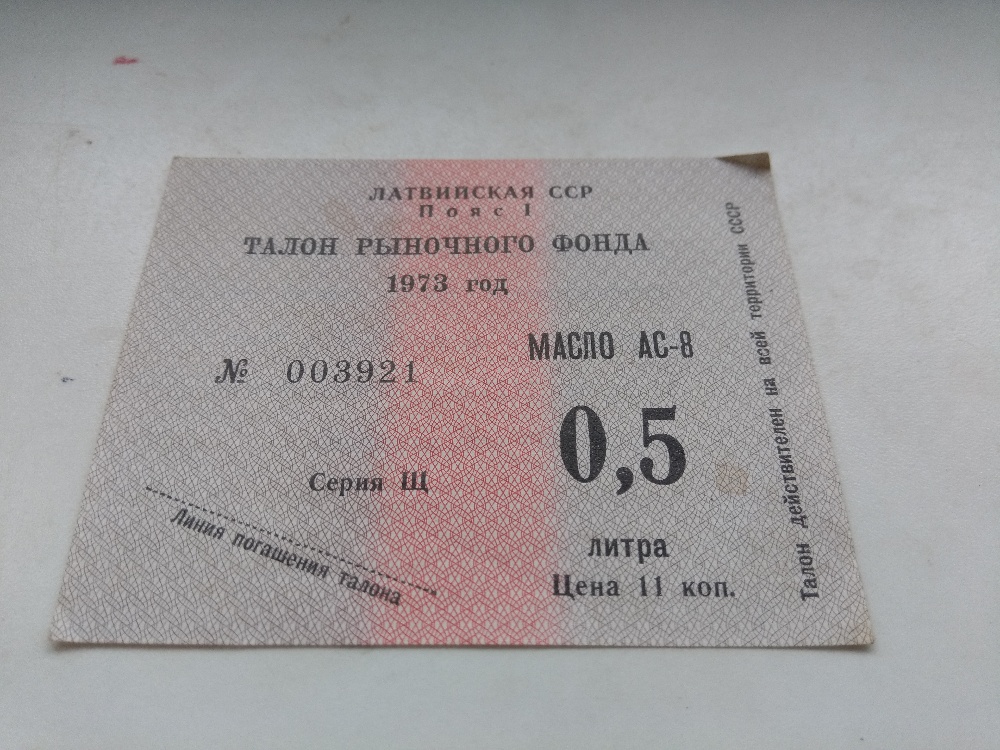 ЛАТВИЙСКАЯ ССР
Пояс I
ТАЛОН РЫНОЧНОГО ФОНДА
1973 год
№ 003921
МАСЛО АС-8
0,5
литра
Цена 11 коп.
Серия Щ
Линия погашения талона
Талон действителен на всей территории СССР